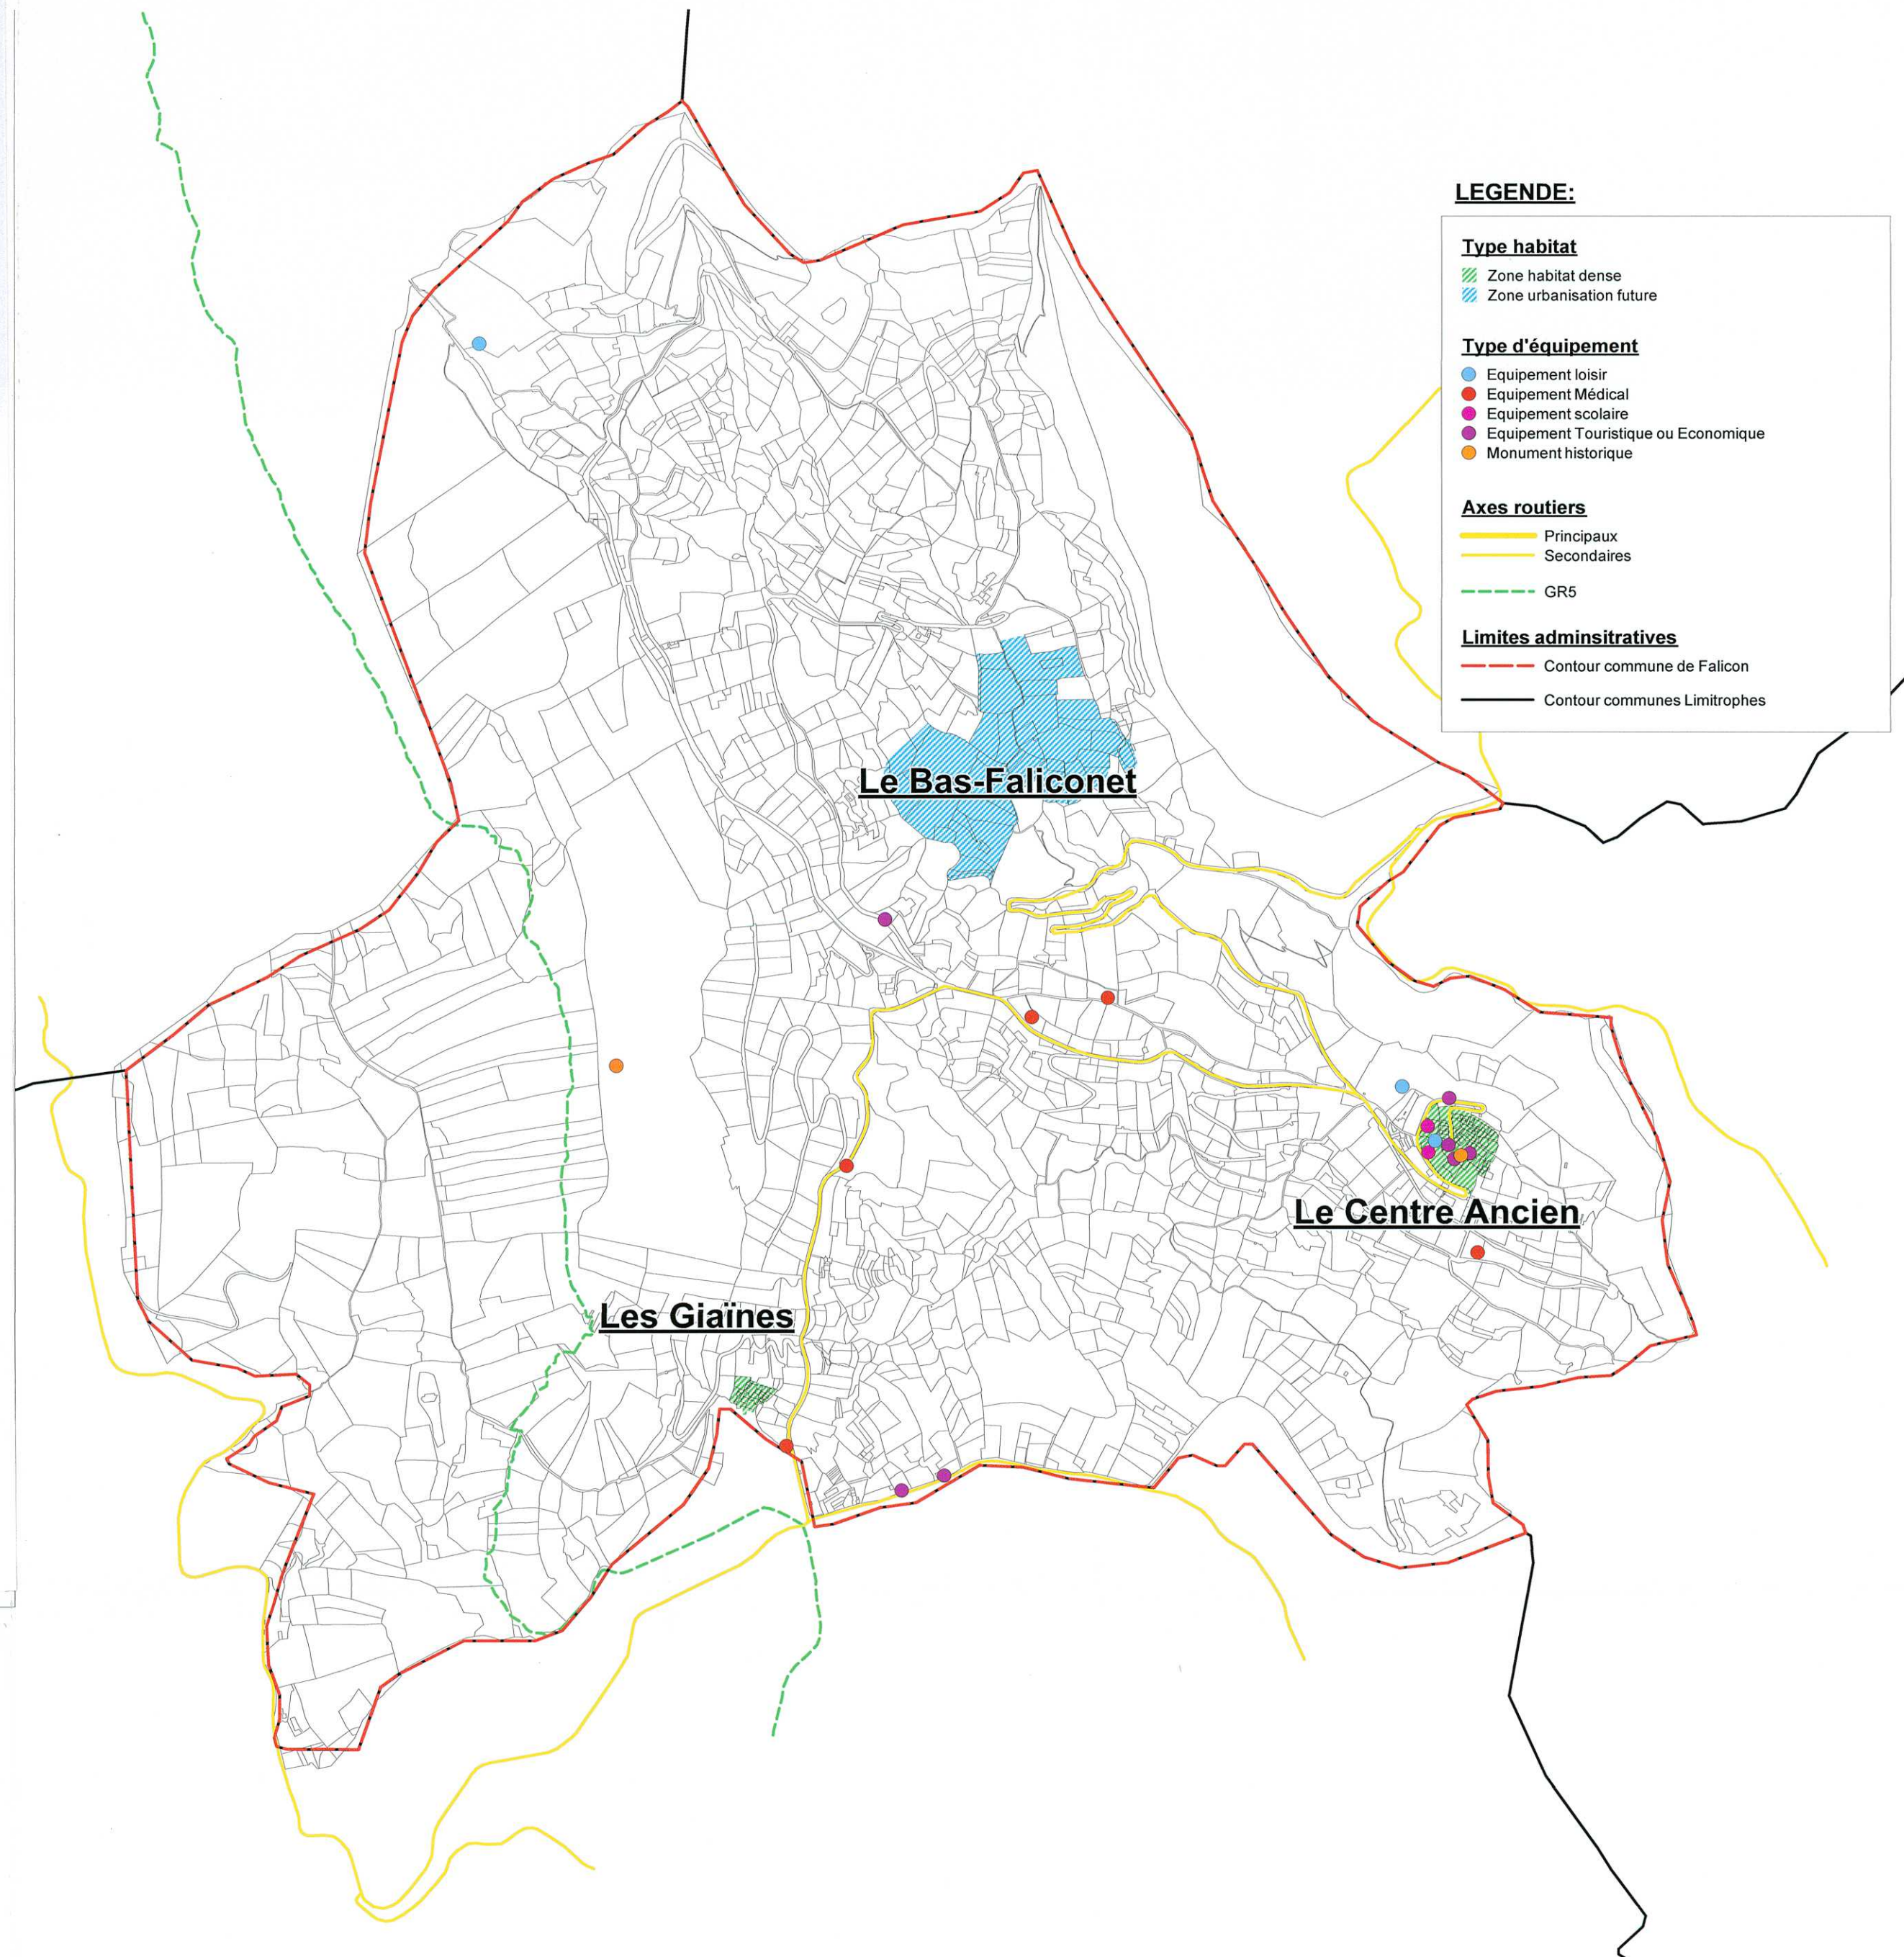 LEGENDE:
Type habitat
Zone habitat dense
Zone urbanisation future
Type d'équipement
Equipement loisir
Equipement Médical
Equipement scolaire
Equipement Touristique ou Economique
Monument historique
Axes routiers
Principaux
Secondaires
GR5
Limites adminsitratives
Contour commune de Falicon
Contour communes Limitrophes
Le Bas-Faliconet
Le Centre Ancien
Les Giaïnes